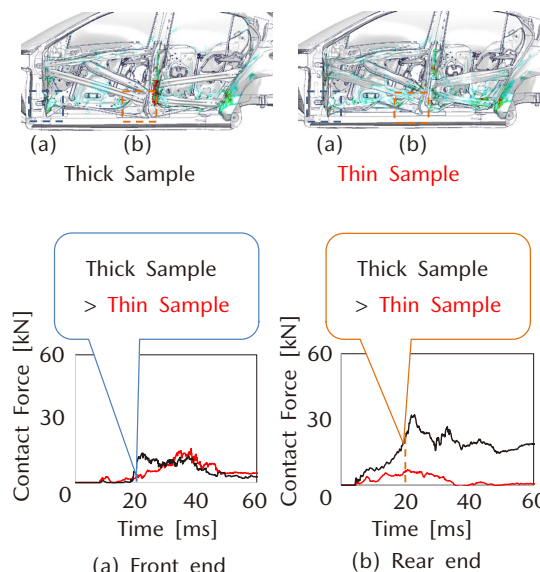 (a) (b) (a) (b)
Thick Sample Thin Sample
Thick Sample
> Thin Sample
Thick Sample
> Thin Sample
Contact Force [kN]
60
30
0
0 20 40 60
Time [ms]
(a) Front end
Contact Force [kN]
60
30
0
0 20 40 60
Time [ms]
(b) Rear end